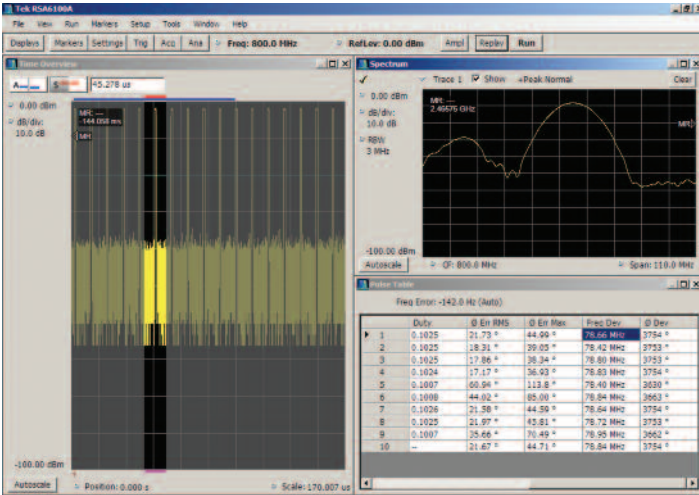 Tek RSA6100A
File View Run Markers Setup Tools Window Help
Displays Markers Settings Trig Acq Ana Freq: 800.0 MHz RefLev: 0.00 dBm Ampl Replay Run
Time Overview
45.278 us
0.00 dBm
dB/div:
10.0 dB
MR: ---
-144.058 ms
MR
-100.00 dBm
Autoscale Position: 0.000 s Scale: 170.007 us
Spectrum
Trace 1 Show +Peak Normal Clear
0.00 dBm
dB/div:
10.0 dB
RBW
3 MHz
MR: ---
2.46575 GHz
MR
-100.00 dBm
Autoscale CF: 800.0 MHz Span: 110.0 MHz
Pulse Table
Freq Error: -142.0 Hz (Auto)
Duty Ø Err RMS Ø Err Max Freq Dev Ø Dev
1 0.1025 21.73 ° 44.99 ° 78.66 MHz 3754 °
2 0.1025 18.31 ° 39.05 ° 78.42 MHz 3753 °
3 0.1025 17.86 ° 38.34 ° 78.80 MHz 3753 °
4 0.1024 17.17 ° 36.93 ° 78.83 MHz 3754 °
5 0.1007 60.94 ° 113.8 ° 78.40 MHz 3630 °
6 0.1008 44.02 ° 85.00 ° 78.84 MHz 3663 °
7 0.1026 21.58 ° 44.59 ° 78.64 MHz 3754 °
8 0.1025 21.97 ° 45.81 ° 78.72 MHz 3753 °
9 0.1007 35.66 ° 70.49 ° 78.95 MHz 3662 °
10 -- 21.67 ° 44.71 ° 78.84 MHz 3754 °